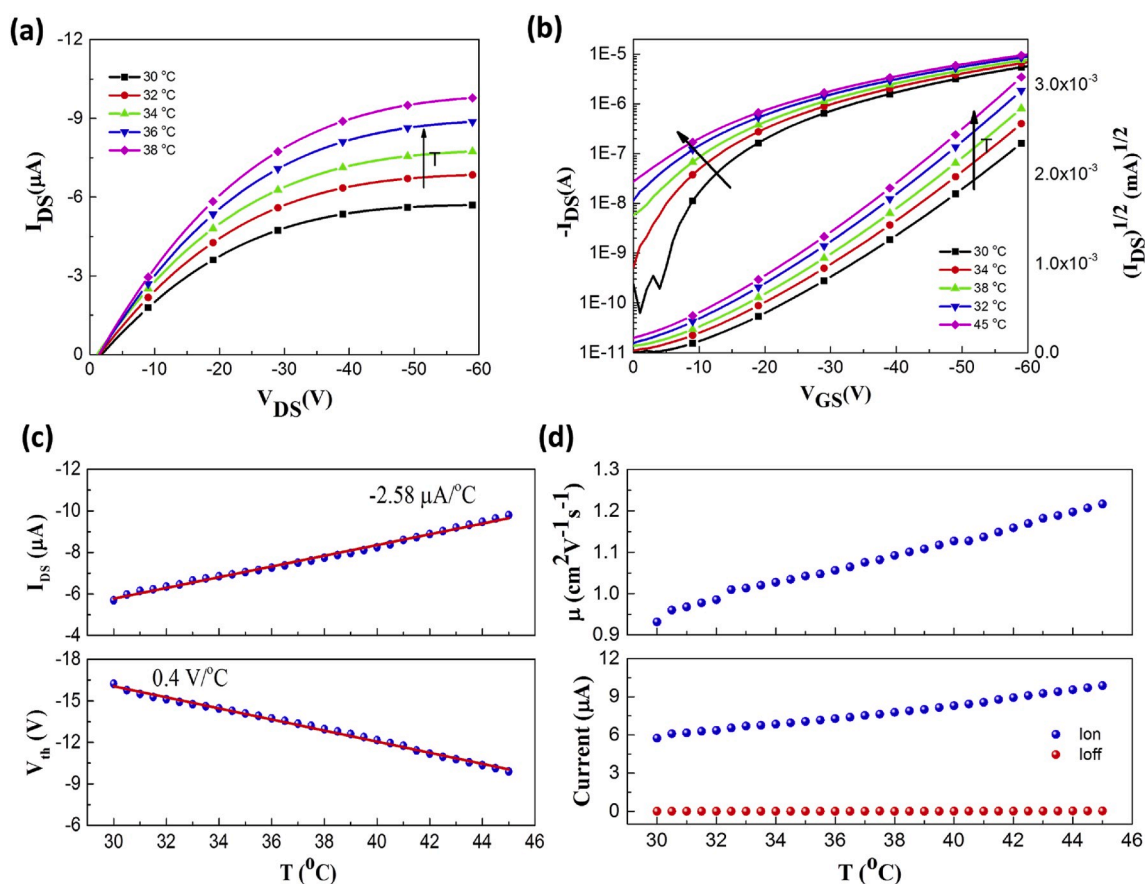 (a)
-12
-9
-6
-3
0
I_DS(µA)
30 °C
32 °C
34 °C
36 °C
38 °C
T
0 -10 -20 -30 -40 -50 -60
V_DS(V)
(b)
1E-5
1E-6
1E-7
1E-8
1E-9
1E-10
1E-11
-I_DS(A)
T
30 °C
34 °C
38 °C
32 °C
45 °C
3.0x10^-3
2.0x10^-3
1.0x10^-3
0.0
(I_DS)^1/2 (mA)^1/2
0 -10 -20 -30 -40 -50 -60
V_GS(V)
(c)
-12
-10
-8
-6
-4
I_DS (µA)
-2.58 µA/°C
-18
-15
-12
-9
-6
V_th (V)
0.4 V/°C
30 32 34 36 38 40 42 44 46
T (°C)
(d)
1.3
1.2
1.1
1.0
0.9
µ (cm^2V^-1s^-1)
12
9
6
3
0
Current (µA)
Ion
Ioff
30 32 34 36 38 40 42 44 46
T (°C)